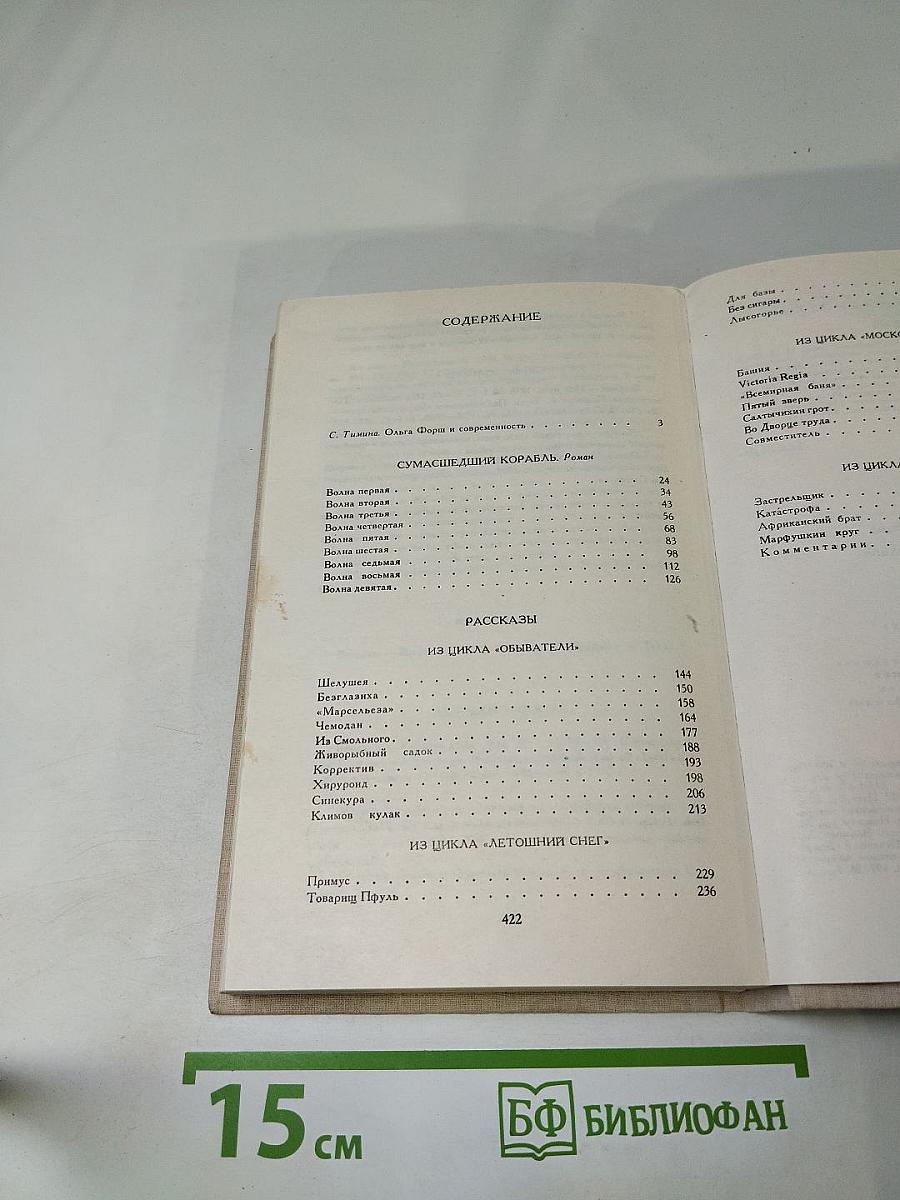 СОДЕРЖАНИЕ
С. Тимина. Ольга Форш и современность . . . . . . . . 3
СУМАСШЕДШИЙ КОРАБЛЬ. Роман
Волна первая . . . . . . . . . . . . . . . . 24
Волна вторая . . . . . . . . . . . . . . . . 34
Волна третья . . . . . . . . . . . . . . . . 43
Волна четвертая . . . . . . . . . . . . . . . 56
Волна пятая . . . . . . . . . . . . . . . . 68
Волна шестая . . . . . . . . . . . . . . . . 83
Волна седьмая . . . . . . . . . . . . . . . 98
Волна восьмая . . . . . . . . . . . . . . . 112
Волна девятая . . . . . . . . . . . . . . . . 126
РАССКАЗЫ
ИЗ ЦИКЛА «ОБЫВАТЕЛИ»
Шелушея . . . . . . . . . . . . . . . . . 144
Безглазиха . . . . . . . . . . . . . . . . 150
«Марсельеза» . . . . . . . . . . . . . . . . 158
Чемодан . . . . . . . . . . . . . . . . . 164
Из Смольного . . . . . . . . . . . . . . . . 177
Живорыбный садок . . . . . . . . . . . . . . 188
Корректив . . . . . . . . . . . . . . . . . 193
Хируроид . . . . . . . . . . . . . . . . . 198
Синекура . . . . . . . . . . . . . . . . . 206
Климов кулак . . . . . . . . . . . . . . . . 213
ИЗ ЦИКЛА «ЛЕТОШНИЙ СНЕГ»
Примус . . . . . . . . . . . . . . . . . . 229
Товарищ Пфуль . . . . . . . . . . . . . . . . 236
422
Для базы . . . . . . .
Без сигары . . . . . . .
Лысогорье . . . . . . .
ИЗ ЦИКЛА «МОСКО
Башня . . . . . . .
Victoria Regia . . . . .
«Всемирная баня» . . . .
Пятый зверь . . . . . .
Салтычихин грот . . . . .
Во Дворце труда . . . . .
Совместитель . . . . . .
ИЗ ЦИКЛА
Застрельщик . . . . . .
Катастрофа . . . . . .
Африканский брат . . . .
Марфушкин круг . . . . .
Комментарии . . . .
15 см
БФ БИБЛИОФАН